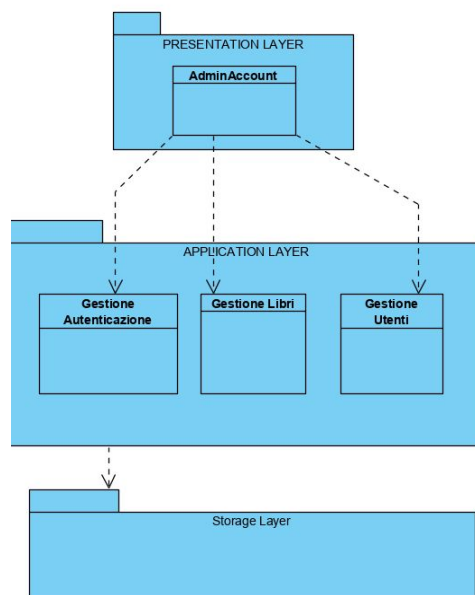 PRESENTATION LAYER
AdminAccount
APPLICATION LAYER
Gestione
Autenticazione
Gestione Libri
Gestione
Utenti
Storage Layer